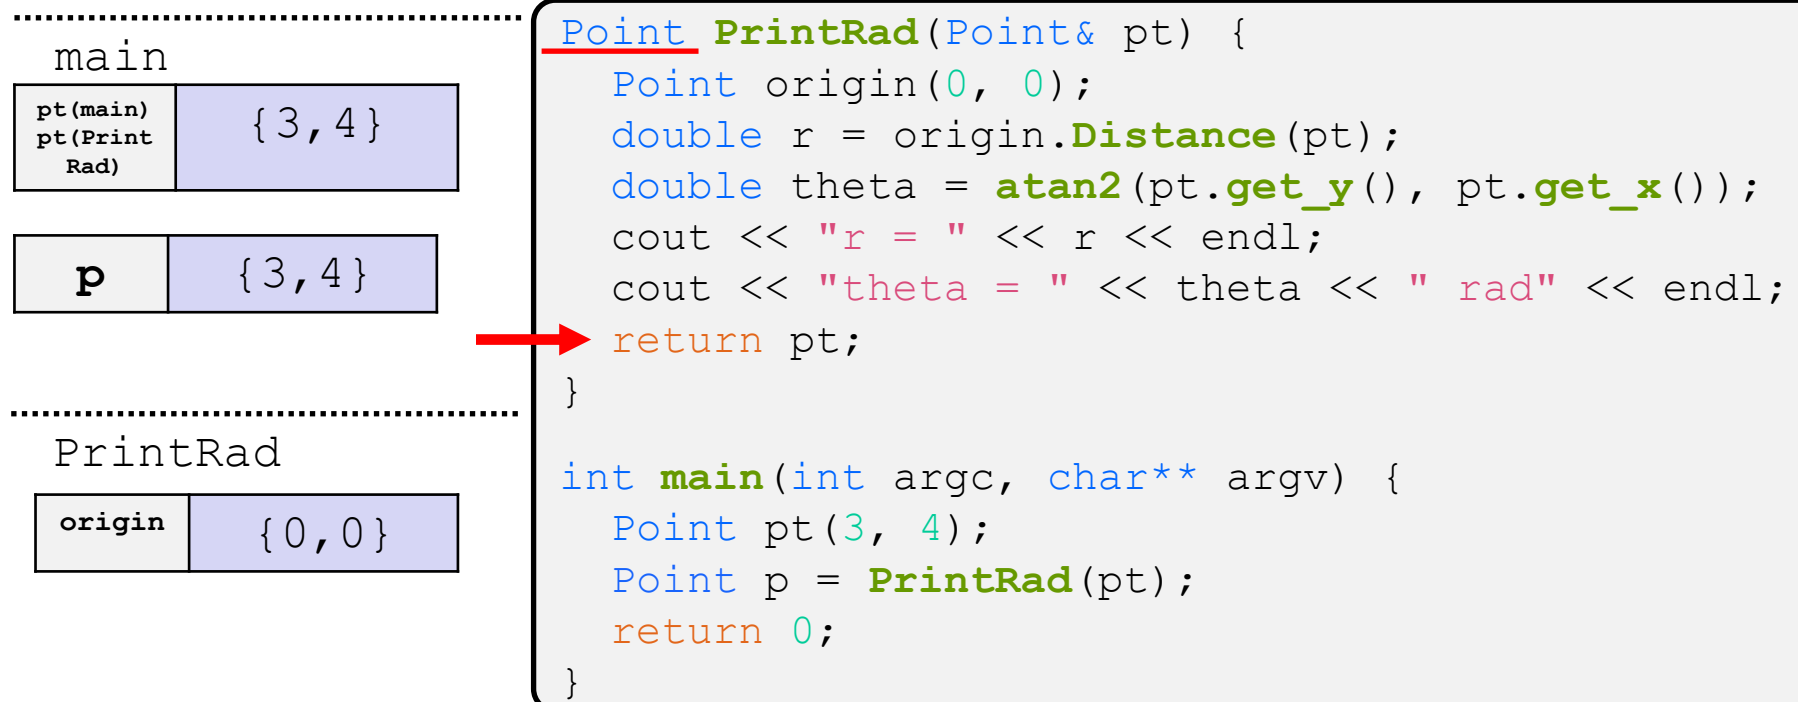 main
pt(main)
pt(Print
Rad)
{3,4}
p
{3,4}
PrintRad
origin
{0,0}
Point PrintRad(Point& pt) {
  Point origin(0, 0);
  double r = origin.Distance(pt);
  double theta = atan2(pt.get_y(), pt.get_x());
  cout << "r = " << r << endl;
  cout << "theta = " << theta << " rad" << endl;
  return pt;
}
int main(int argc, char** argv) {
  Point pt(3, 4);
  Point p = PrintRad(pt);
  return 0;
}